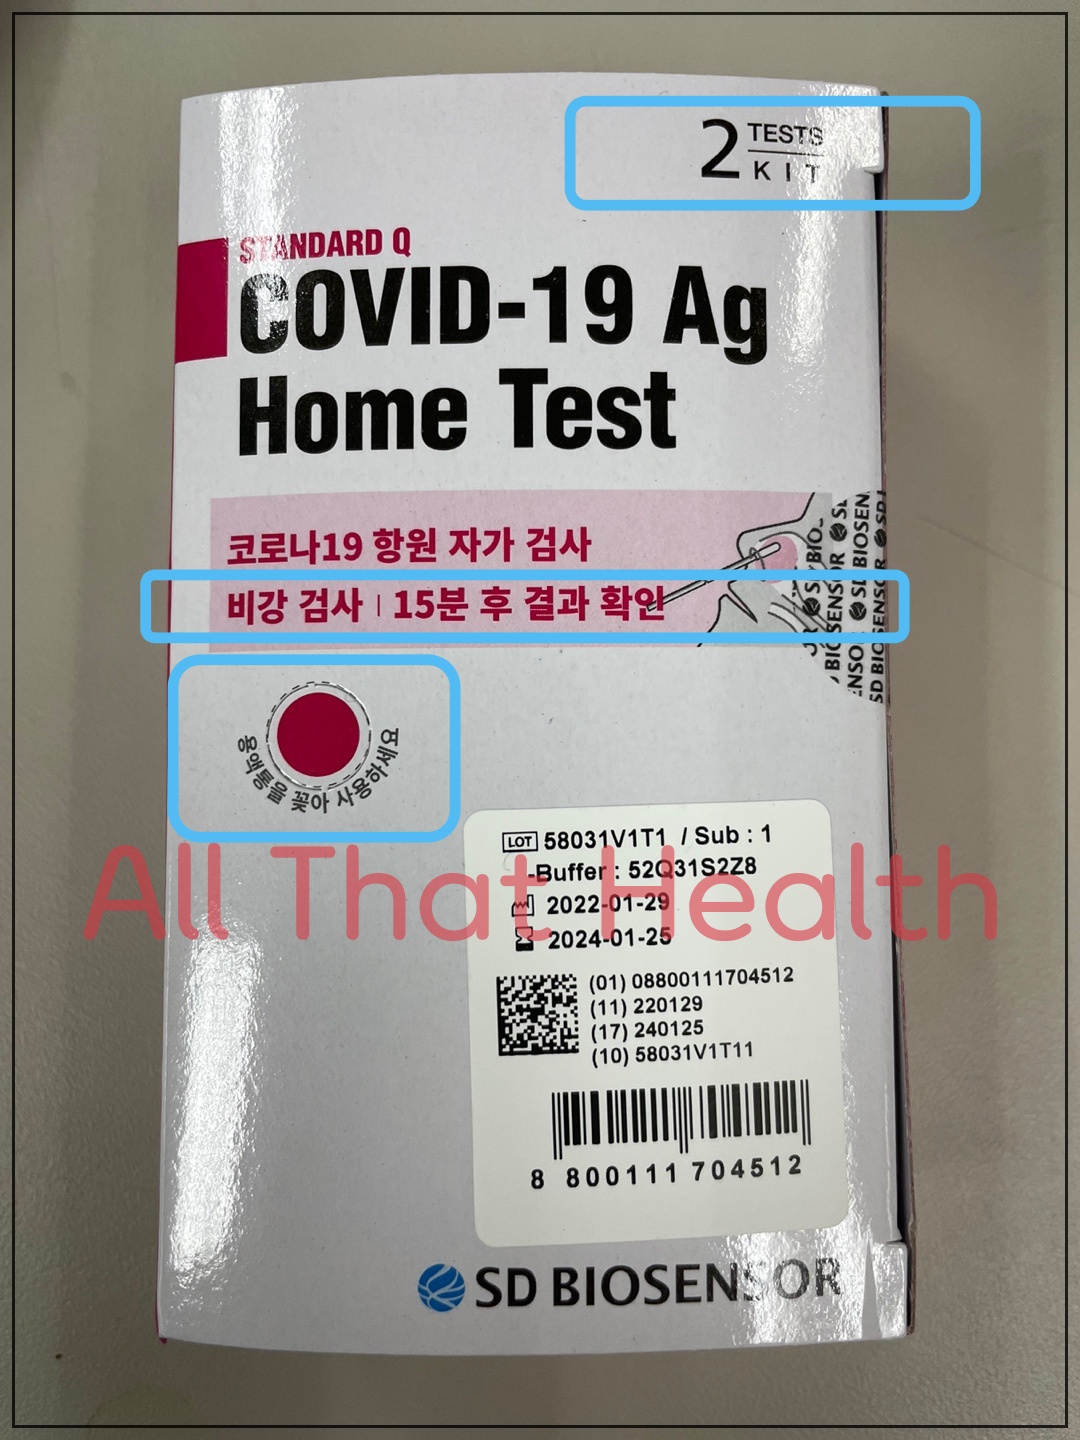 2 TESTS
KIT
STANDARD Q
COVID-19 Ag
Home Test
코로나19 항원 자가 검사
비강 검사 | 15분 후 결과 확인
SD BIOSENSOR
용액통을 꽂아 사용하세요
LOT 58031V1T1 / Sub : 1
-Buffer : 52Q31S2Z8
2022-01-29
2024-01-25
All That Health
(01) 08800111704512
(11) 220129
(17) 240125
(10) 58031V1T11
8 800111 704512
SD BIOSENSOR